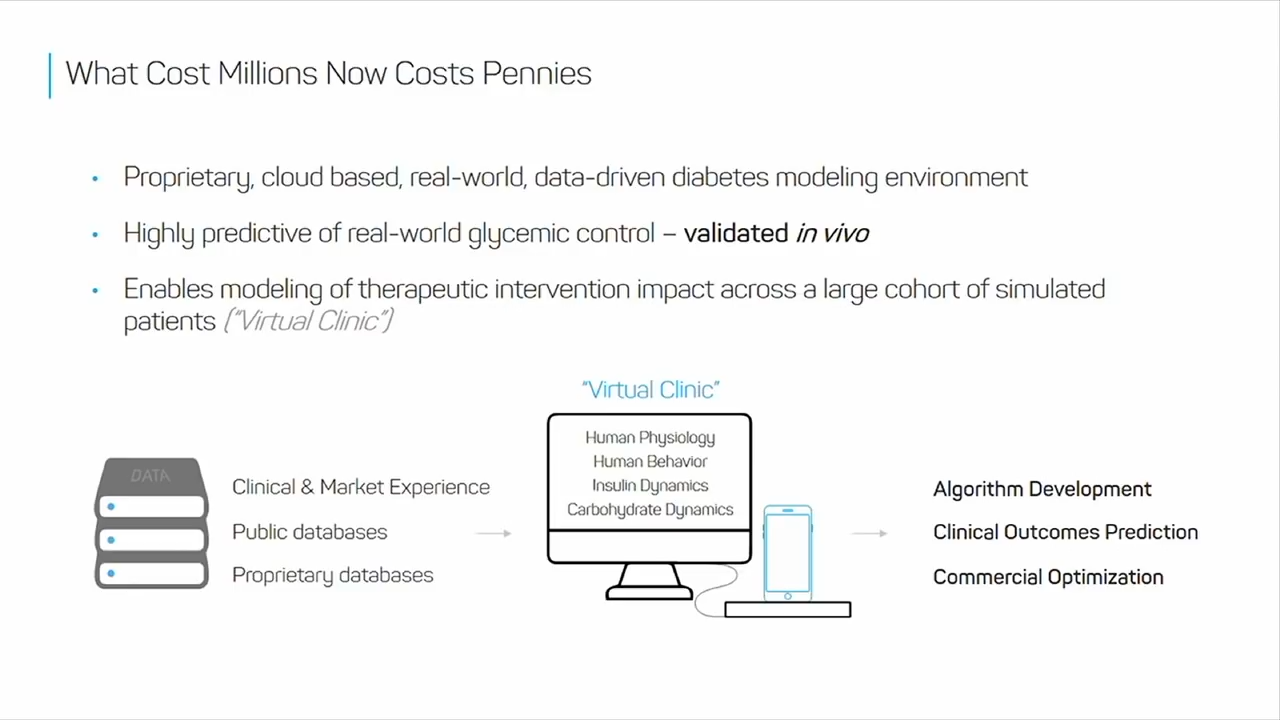 What Cost Millions Now Costs Pennies
• Proprietary, cloud based, real-world, data-driven diabetes modeling environment
• Highly predictive of real-world glycemic control – validated in vivo
• Enables modeling of therapeutic intervention impact across a large cohort of simulated
patients ("Virtual Clinic")
DATA
Clinical & Market Experience
Public databases
Proprietary databases
"Virtual Clinic"
Human Physiology
Human Behavior
Insulin Dynamics
Carbohydrate Dynamics
Algorithm Development
Clinical Outcomes Prediction
Commercial Optimization